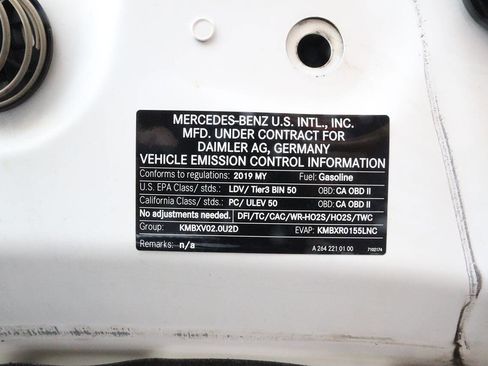 MERCEDES-BENZ U.S. INTL., INC.
MFD. UNDER CONTRACT FOR
DAIMLER AG, GERMANY
VEHICLE EMISSION CONTROL INFORMATION
Conforms to regulations: 2019 MY Fuel: Gasoline
U.S. EPA Class/ stds.: LDV/ Tier3 BIN 50 OBD: CA OBD II
California Class/ stds.: PC/ ULEV 50 OBD: CA OBD II
No adjustments needed. DFI/TC/CAC/WR-HO2S/HO2S/TWC
Group: KMBXV02.0U2D EVAP: KMBXR0155LNC
Remarks: n/a A 264 221 01 00 7102174